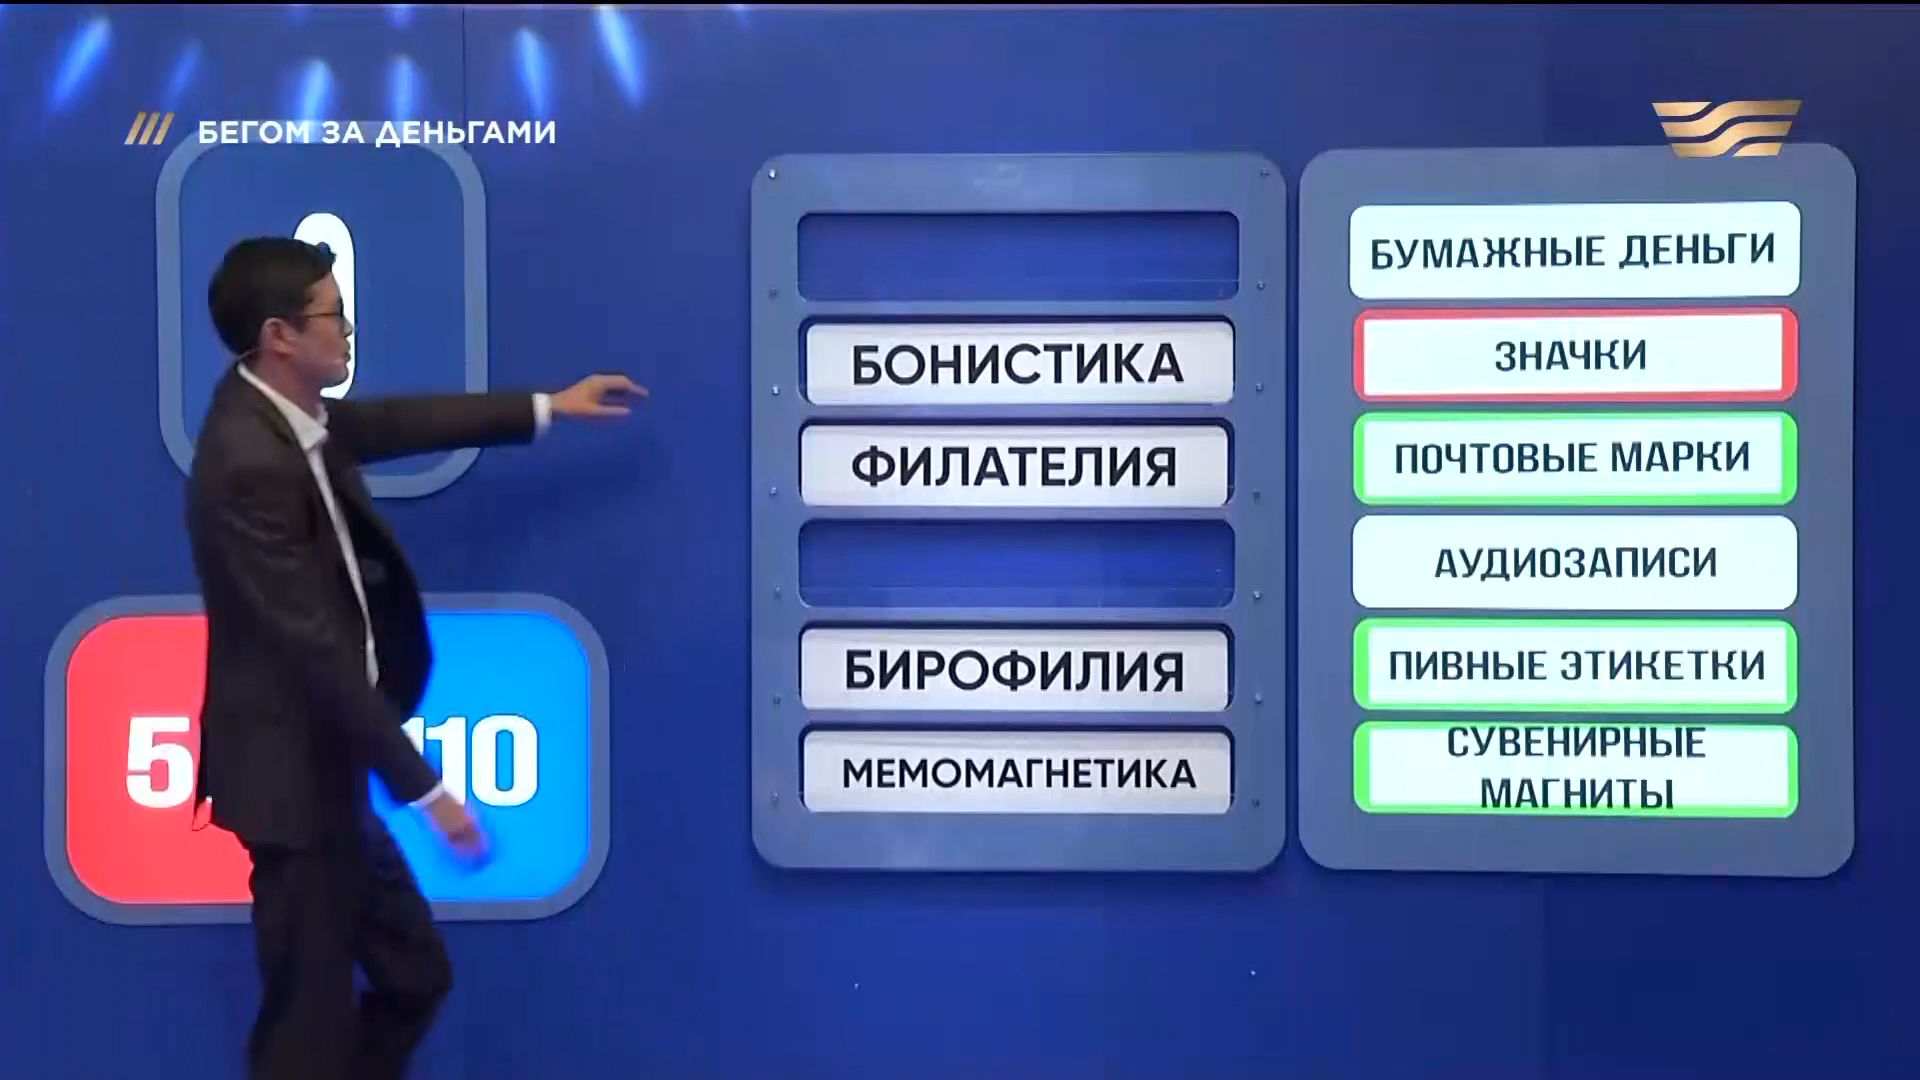 БЕГОМ ЗА ДЕНЬГАМИ
БУМАЖНЫЕ ДЕНЬГИ
БОНИСТИКА
ЗНАЧКИ
ФИЛАТЕЛИЯ
ПОЧТОВЫЕ МАРКИ
АУДИОЗАПИСИ
БИРОФИЛИЯ
ПИВНЫЕ ЭТИКЕТКИ
МЕМОМАГНЕТИКА
СУВЕНИРНЫЕ
МАГНИТЫ